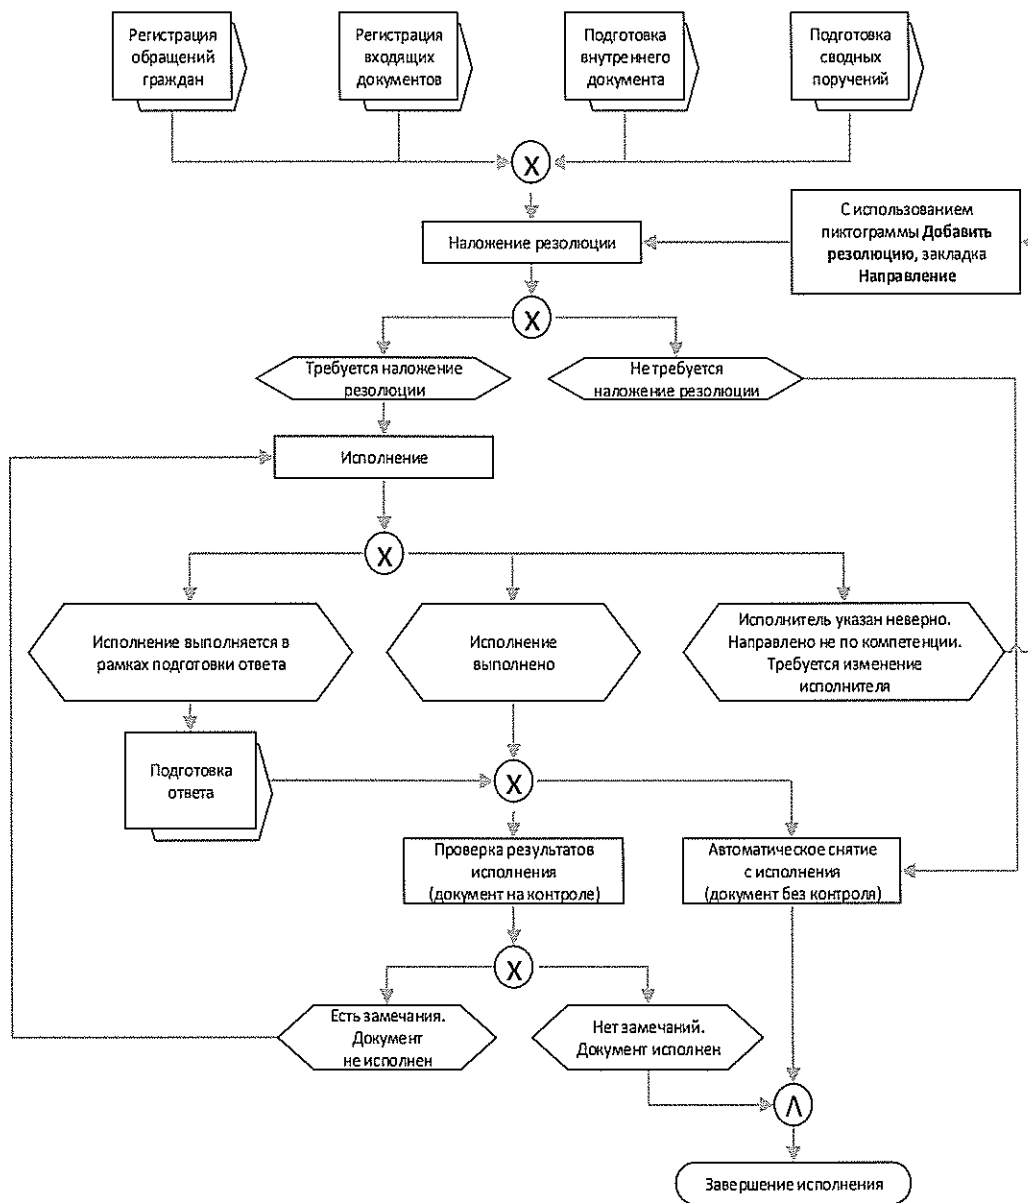 Регистрация
обращений
граждан
Регистрация
входящих
документов
Подготовка
внутреннего
документа
Подготовка
сводных
поручений
X
Наложение резолюции
С использованием
пиктограммы Добавить
резолюцию, закладка
Направление
X
Требуется наложение
резолюции
Не требуется
наложение резолюции
Исполнение
X
Исполнение выполняется в
рамках подготовки ответа
Исполнение
выполнено
Исполнитель указан неверно.
Направлено не по компетенции.
Требуется изменение
исполнителя
Подготовка
ответа
X
Проверка результатов
исполнения
(документ на контроле)
Автоматическое снятие
с исполнения
(документ без контроля)
X
Есть замечания.
Документ
не исполнен
Нет замечаний.
Документ исполнен
Λ
Завершение исполнения